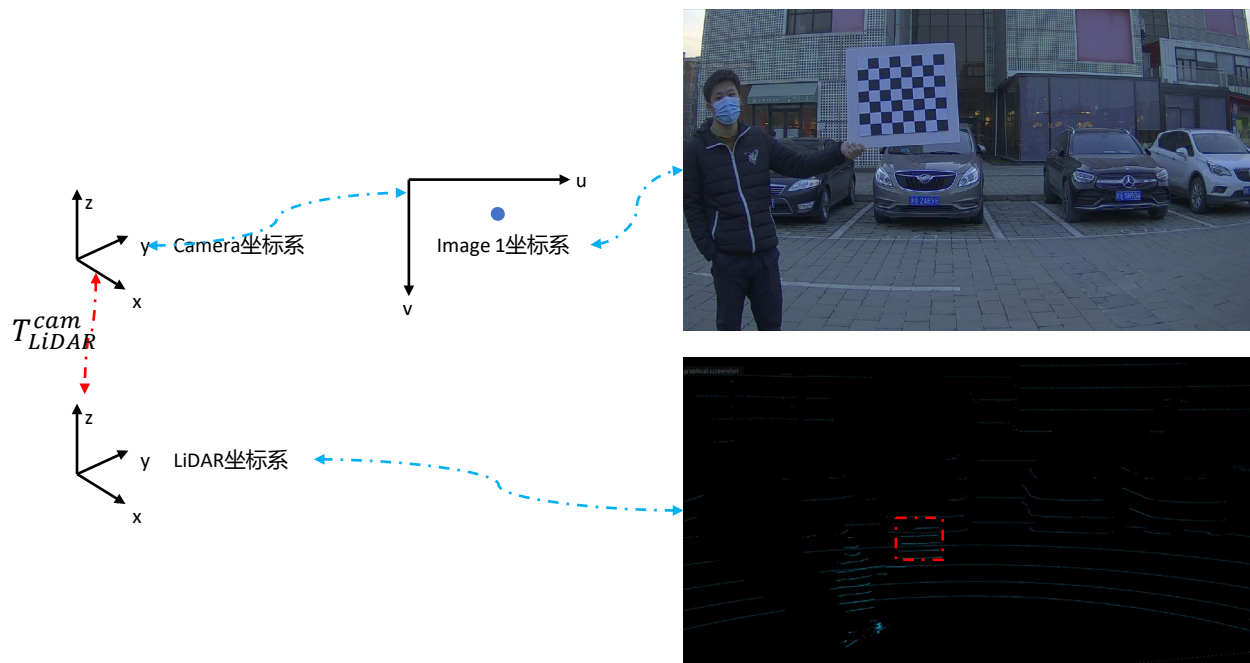 z
y
x
Camera坐标系
u
v
Image 1坐标系
T_{LiDAR}^{cam}
z
y
x
LiDAR坐标系
graphical screenshot